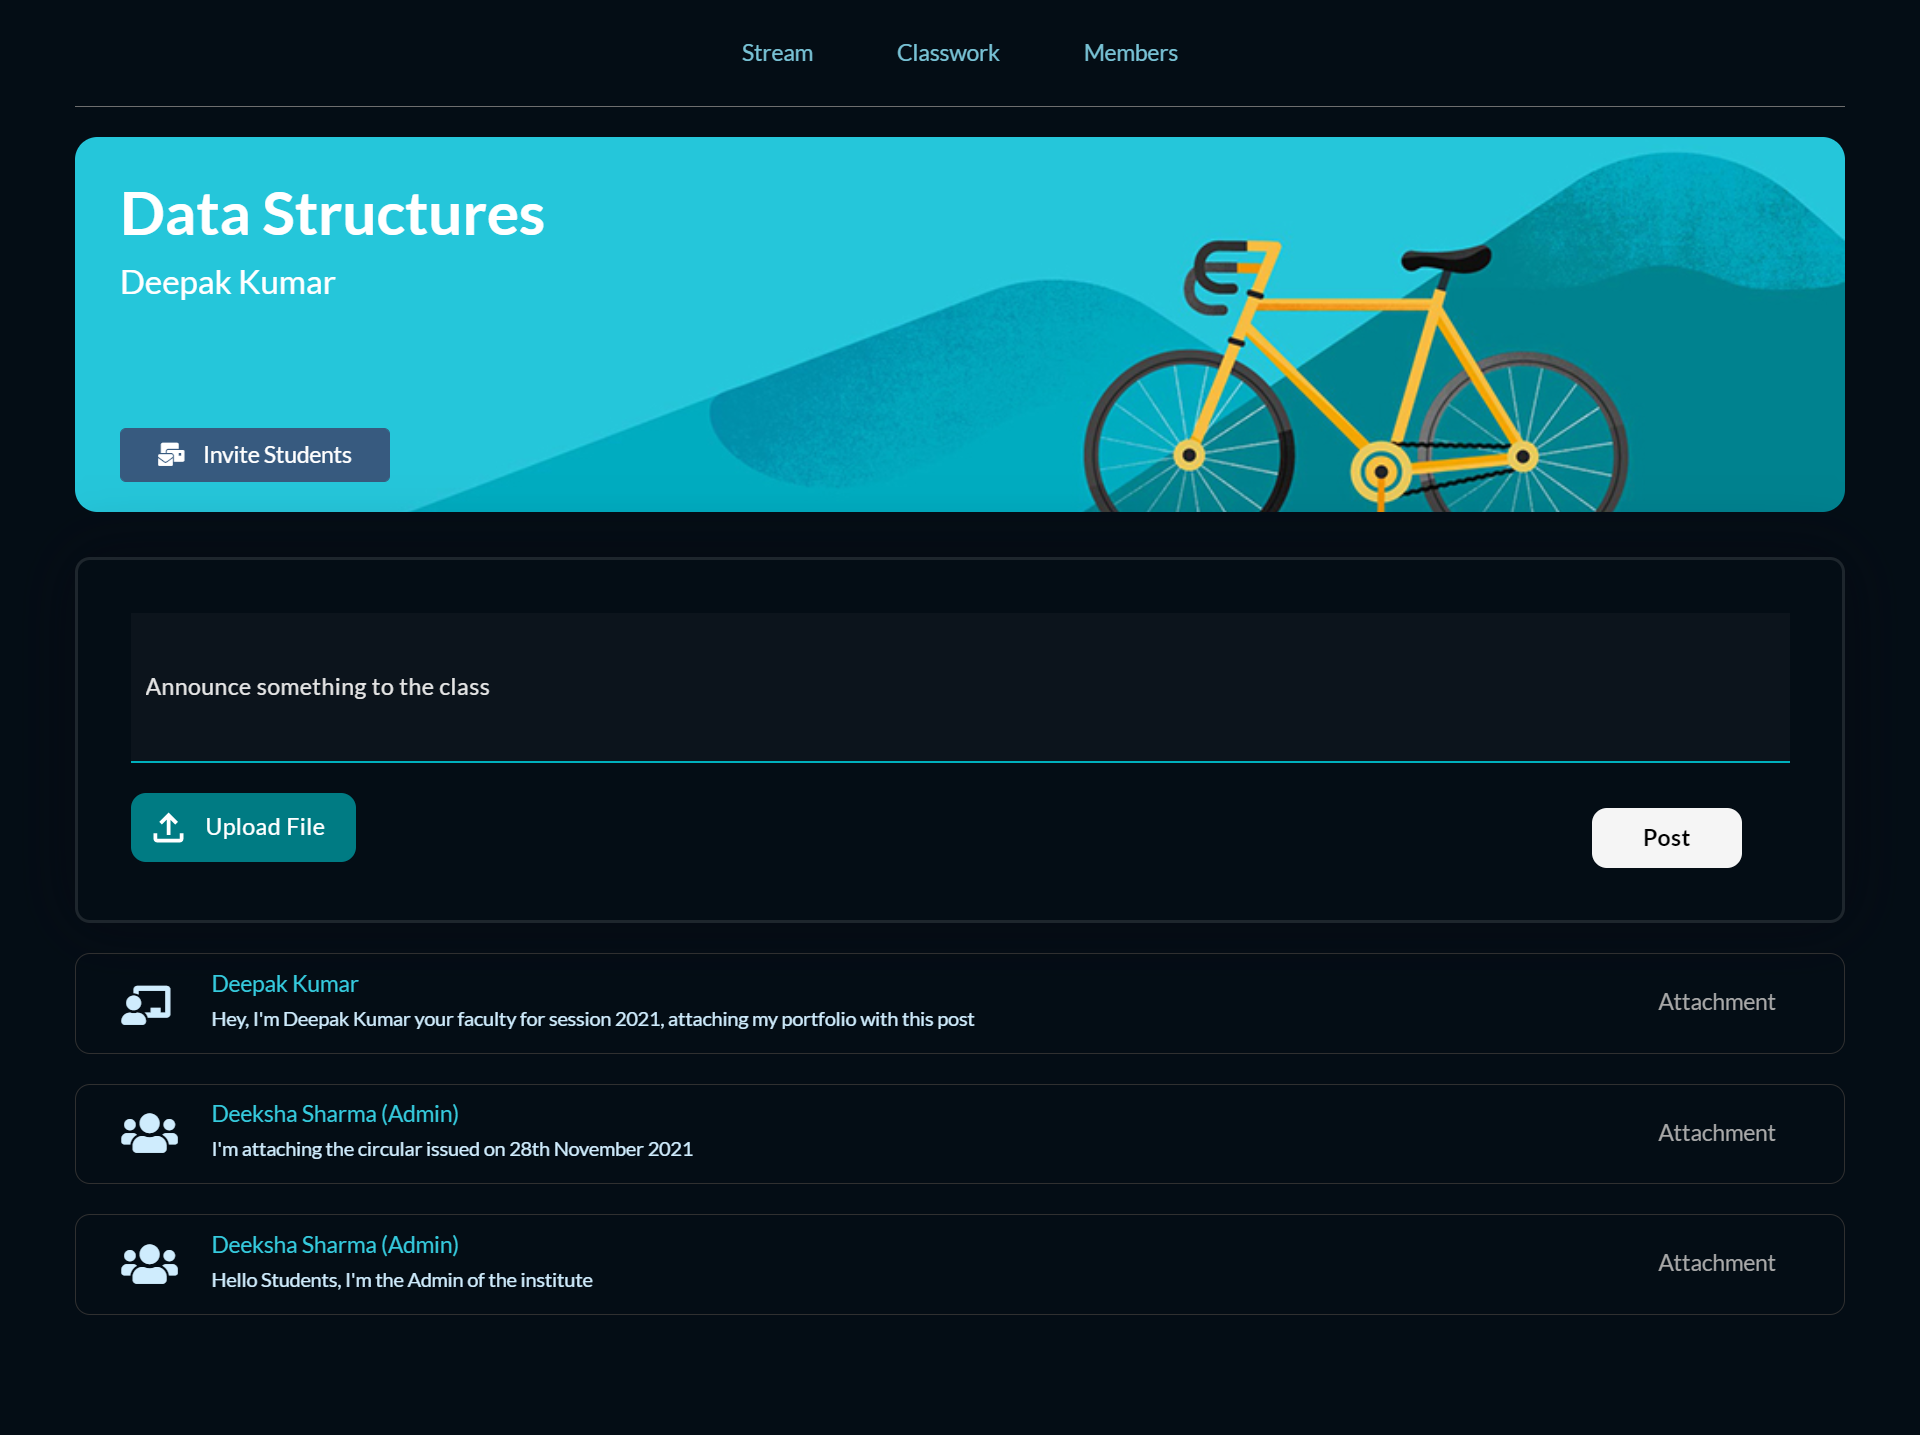 Stream Classwork Members
Data Structures
Deepak Kumar
Invite Students
Announce something to the class
Upload File
Post
Deepak Kumar
Hey, I'm Deepak Kumar your faculty for session 2021, attaching my portfolio with this post
Attachment
Deeksha Sharma (Admin)
I'm attaching the circular issued on 28th November 2021
Attachment
Deeksha Sharma (Admin)
Hello Students, I'm the Admin of the institute
Attachment